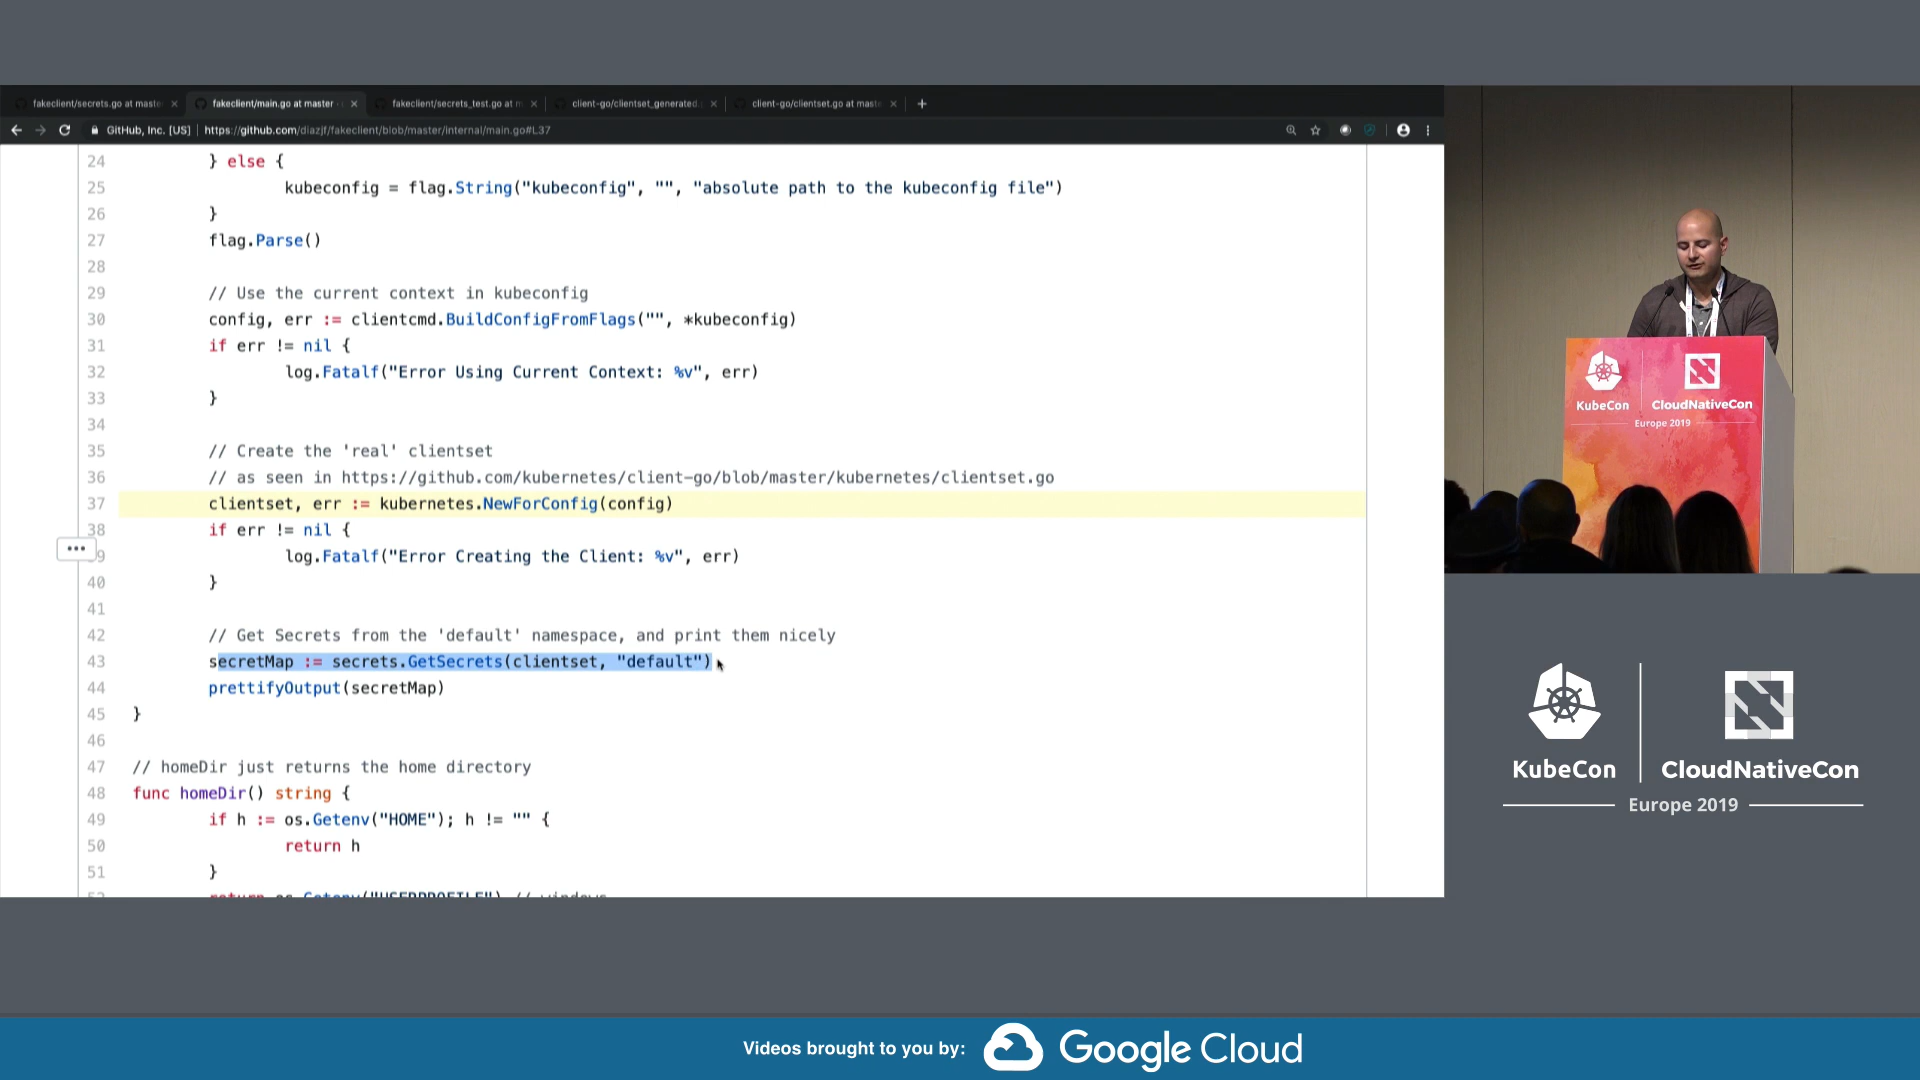 fakeclient/secrets.go at maste
fakeclient/main.go at master
fakeclient/secrets_test.go at
client-go/clientset_generated.
client-go/clientset.go at mast
GitHub, Inc. [US] https://github.com/diazjf/fakeclient/blob/master/internal/main.go#L37
24 } else {
25 kubeconfig = flag.String("kubeconfig", "", "absolute path to the kubeconfig file")
26 }
27 flag.Parse()
28
29 // Use the current context in kubeconfig
30 config, err := clientcmd.BuildConfigFromFlags("", *kubeconfig)
31 if err != nil {
32 log.Fatalf("Error Using Current Context: %v", err)
33 }
34
35 // Create the 'real' clientset
36 // as seen in https://github.com/kubernetes/client-go/blob/master/kubernetes/clientset.go
37 clientset, err := kubernetes.NewForConfig(config)
38 if err != nil {
9 log.Fatalf("Error Creating the Client: %v", err)
40 }
41
42 // Get Secrets from the 'default' namespace, and print them nicely
43 secretMap := secrets.GetSecrets(clientset, "default")
44 prettifyOutput(secretMap)
45 }
46
47 // homeDir just returns the home directory
48 func homeDir() string {
49 if h := os.Getenv("HOME"); h != "" {
50 return h
51 }
return os.Getenv("USERPROFILE") // windows
KubeCon CloudNativeCon
Europe 2019
KubeCon CloudNativeCon
Europe 2019
Videos brought to you by: Google Cloud